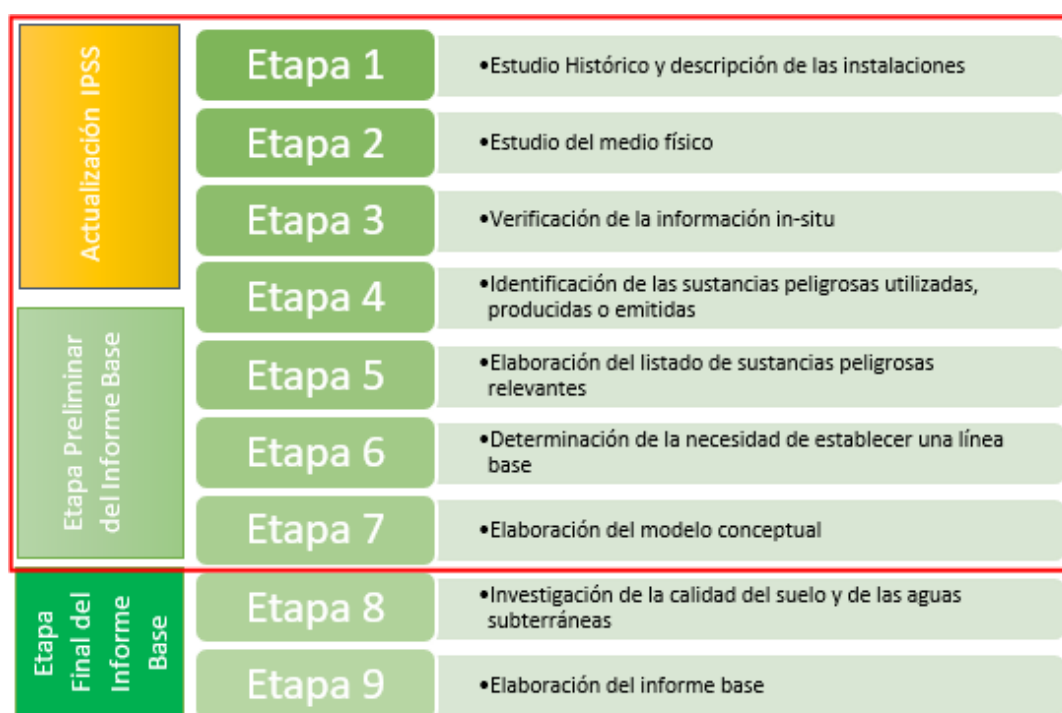 Actualización IPSS
Etapa 1
•Estudio Histórico y descripción de las instalaciones
Etapa 2
•Estudio del medio físico
Etapa 3
•Verificación de la información in-situ
Etapa 4
•Identificación de las sustancias peligrosas utilizadas,
producidas o emitidas
Etapa Preliminar
del Informe Base
Etapa 5
•Elaboración del listado de sustancias peligrosas
relevantes
Etapa 6
•Determinación de la necesidad de establecer una línea
base
Etapa 7
•Elaboración del modelo conceptual
Etapa
Final del
Informe
Base
Etapa 8
•Investigación de la calidad del suelo y de las aguas
subterráneas
Etapa 9
•Elaboración del informe base